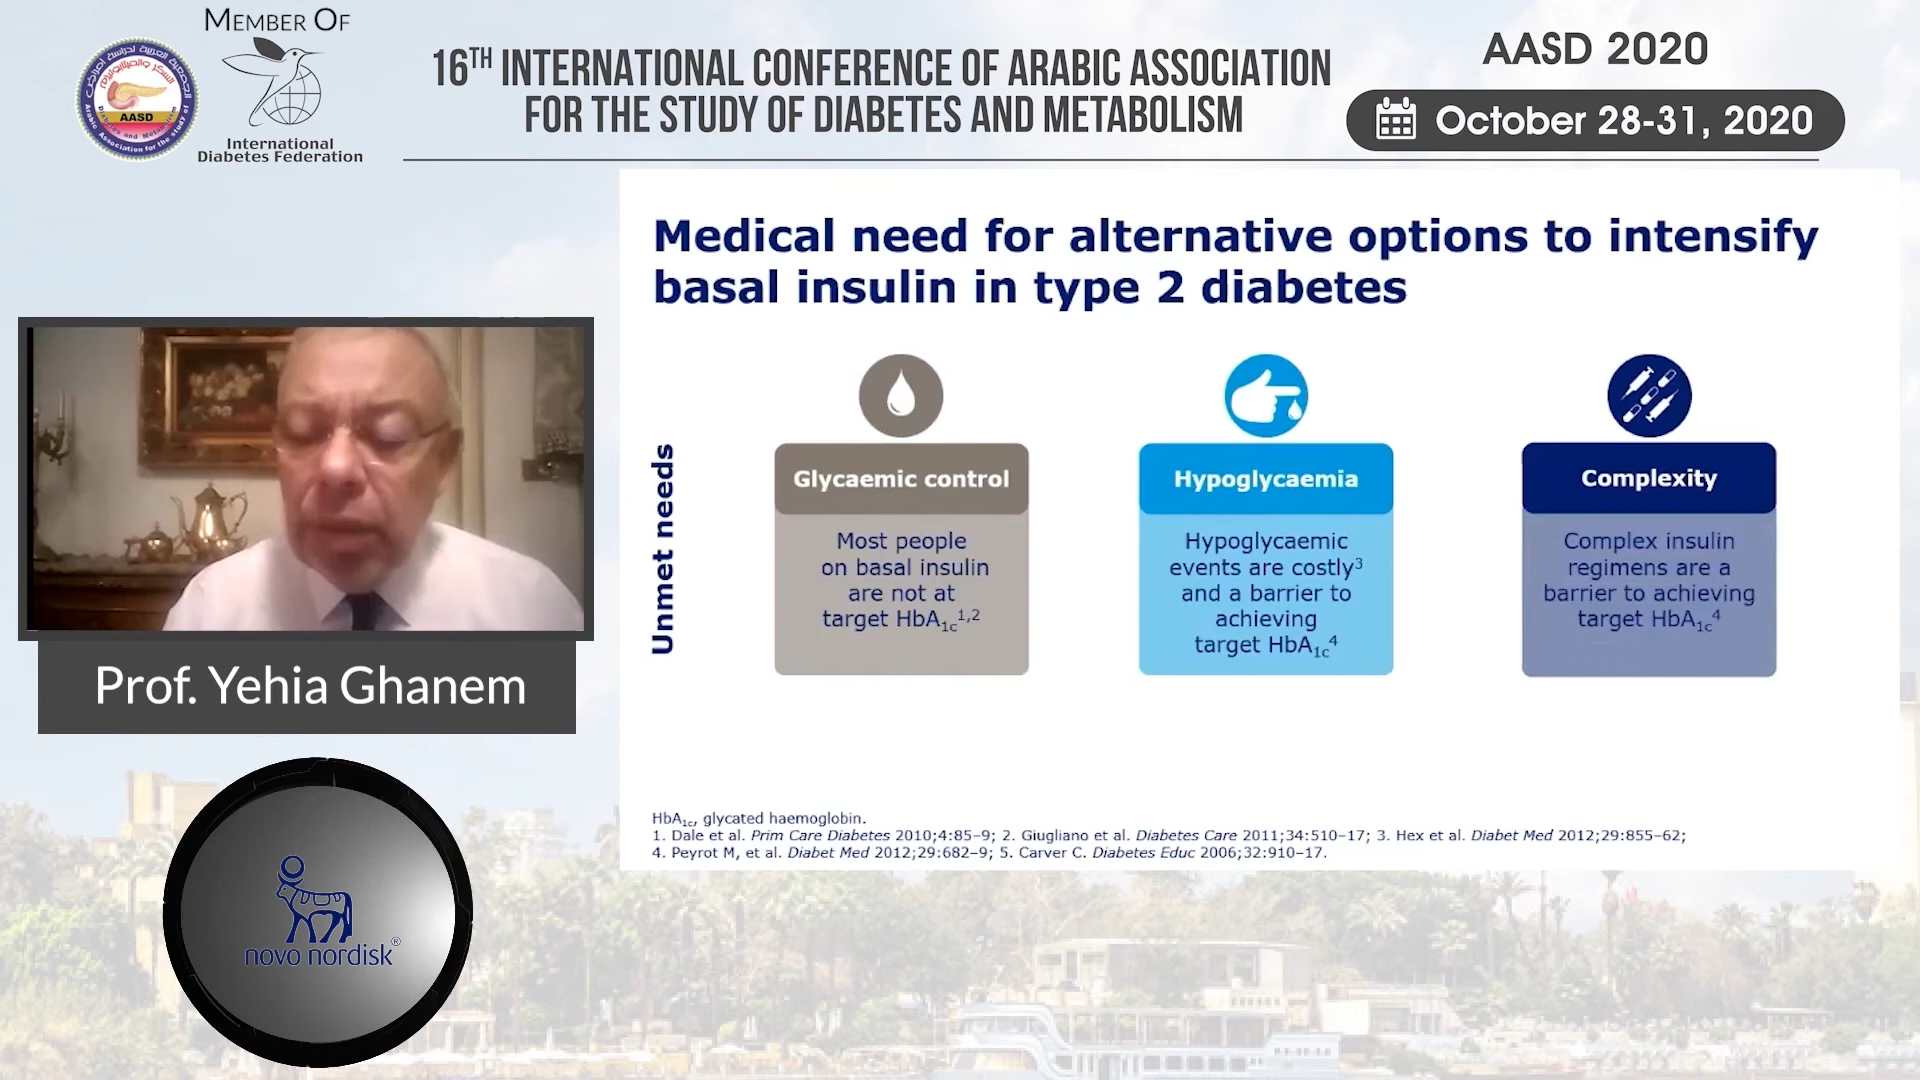 MEMBER OF
AASD
International
Diabetes Federation
16TH INTERNATIONAL CONFERENCE OF ARABIC ASSOCIATION
FOR THE STUDY OF DIABETES AND METABOLISM
AASD 2020
October 28-31, 2020
Medical need for alternative options to intensify
basal insulin in type 2 diabetes
Unmet needs
Glycaemic control
Most people
on basal insulin
are not at
target HbA1c1,2
Hypoglycaemia
Hypoglycaemic
events are costly3
and a barrier to
achieving
target HbA1c4
Complexity
Complex insulin
regimens are a
barrier to achieving
target HbA1c4
HbA1c, glycated haemoglobin.
1. Dale et al. Prim Care Diabetes 2010;4:85–9; 2. Giugliano et al. Diabetes Care 2011;34:510–17; 3. Hex et al. Diabet Med 2012;29:855–62;
4. Peyrot M, et al. Diabet Med 2012;29:682–9; 5. Carver C. Diabetes Educ 2006;32:910–17.
Prof. Yehia Ghanem
novo nordisk®